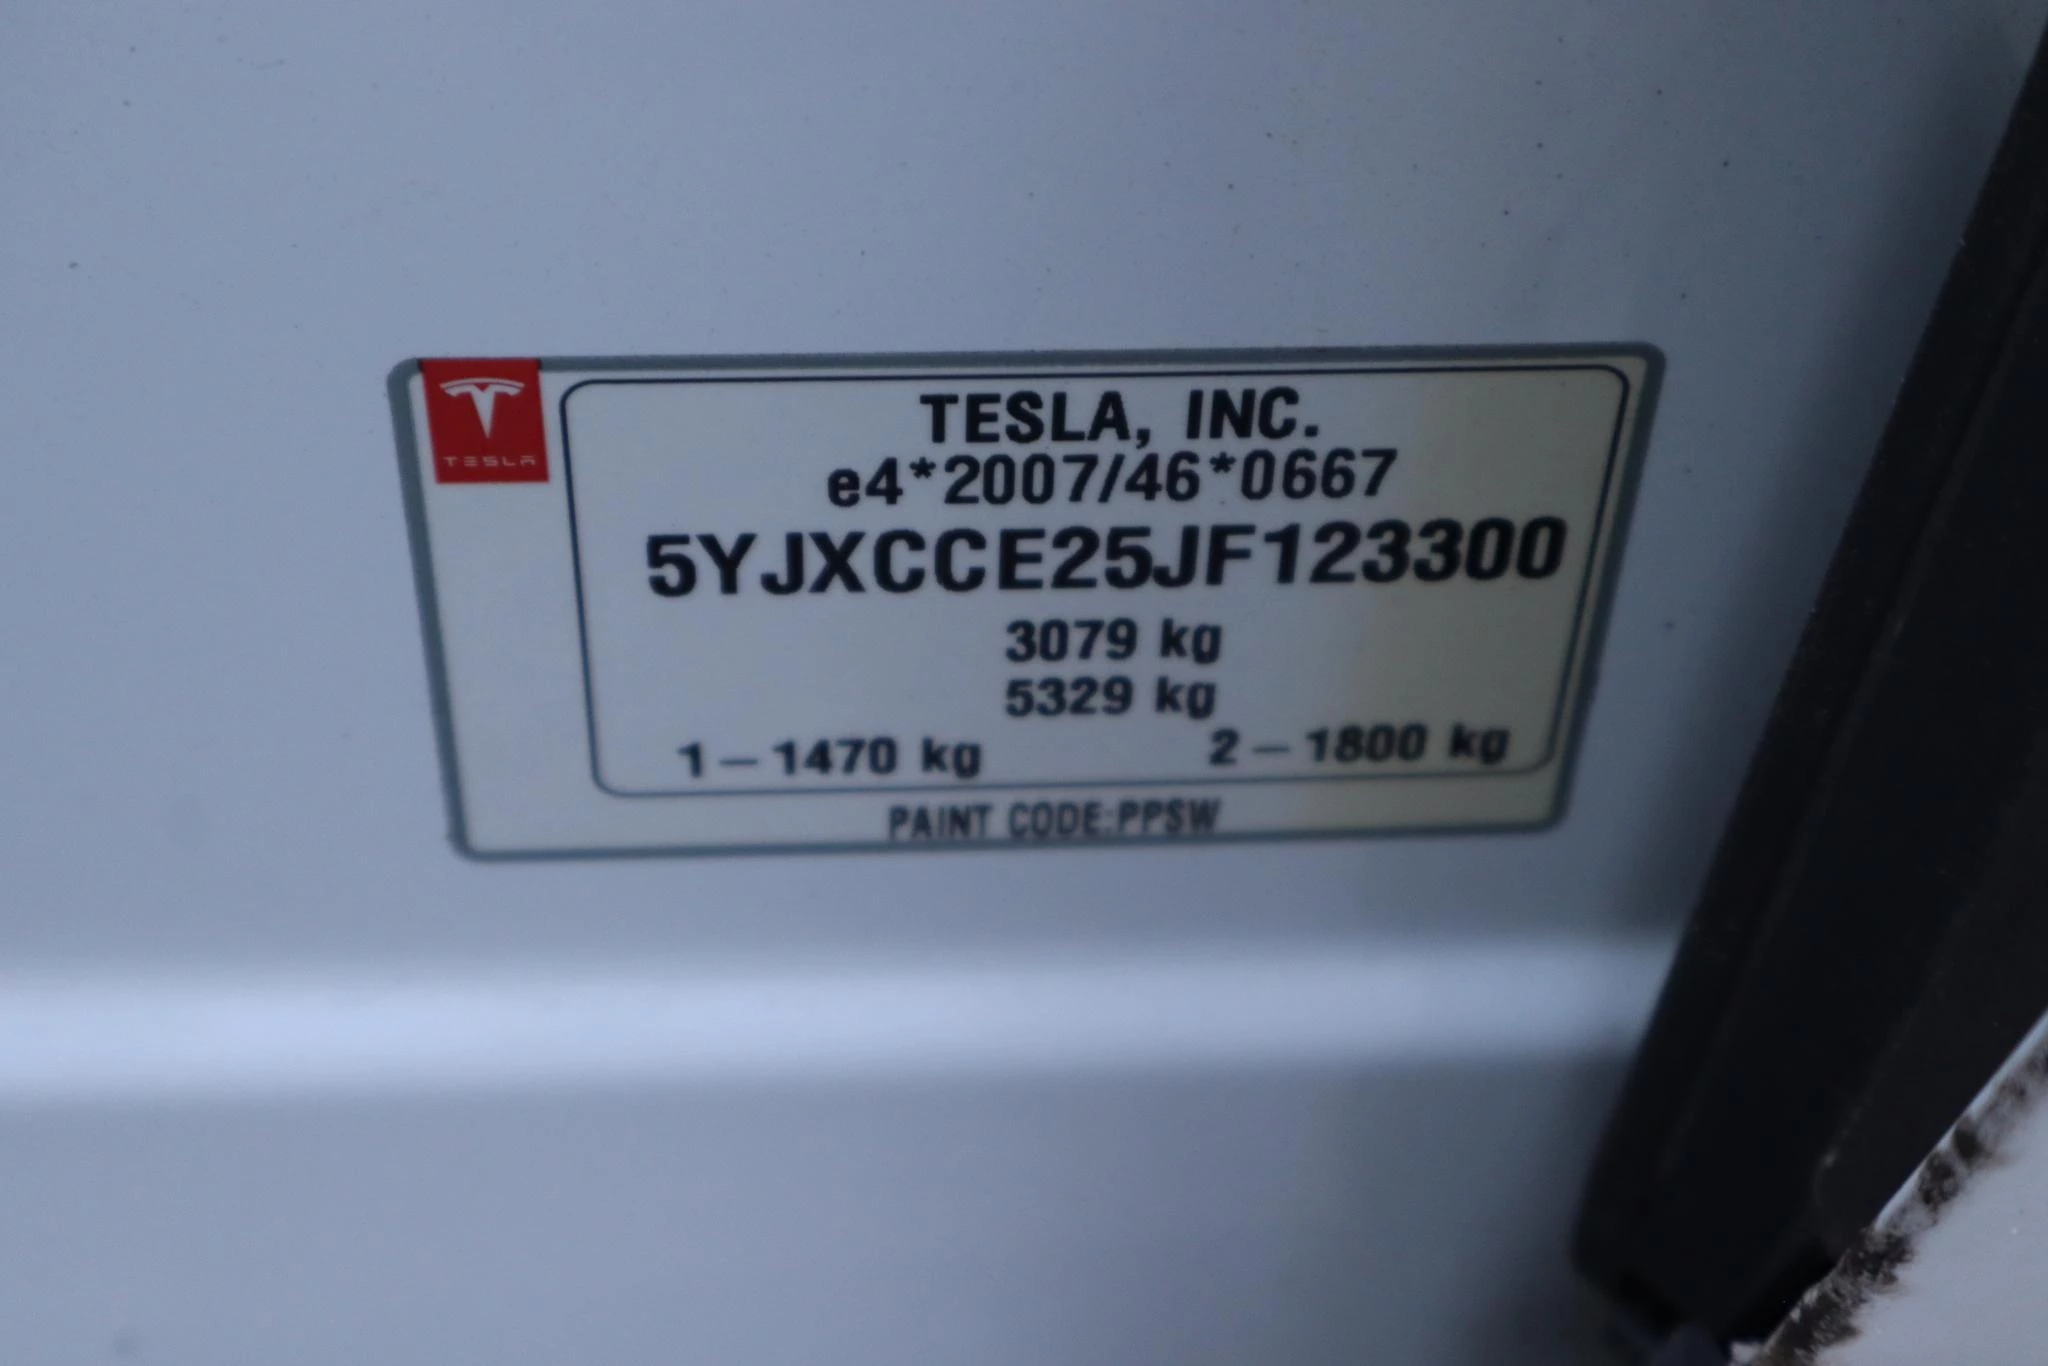 TESLA
TESLA, INC.
e4*2007/46*0667
5YJXCCE25JF123300
3079 kg
5329 kg
1 – 1470 kg 2 – 1800 kg
PAINT CODE:PPSW